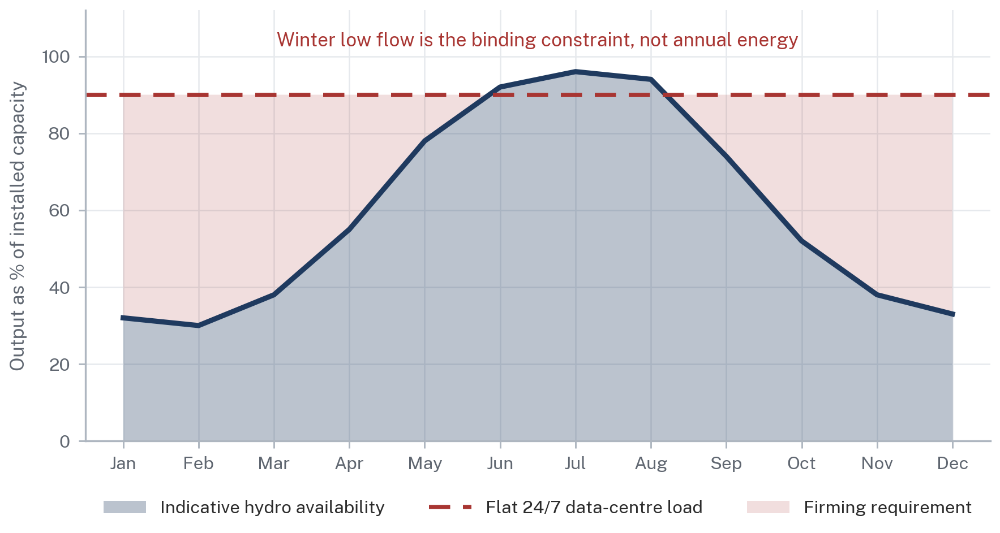 Winter low flow is the binding constraint, not annual energy
Output as % of installed capacity
100
80
60
40
20
0
Jan Feb Mar Apr May Jun Jul Aug Sep Oct Nov Dec
Indicative hydro availability Flat 24/7 data-centre load Firming requirement